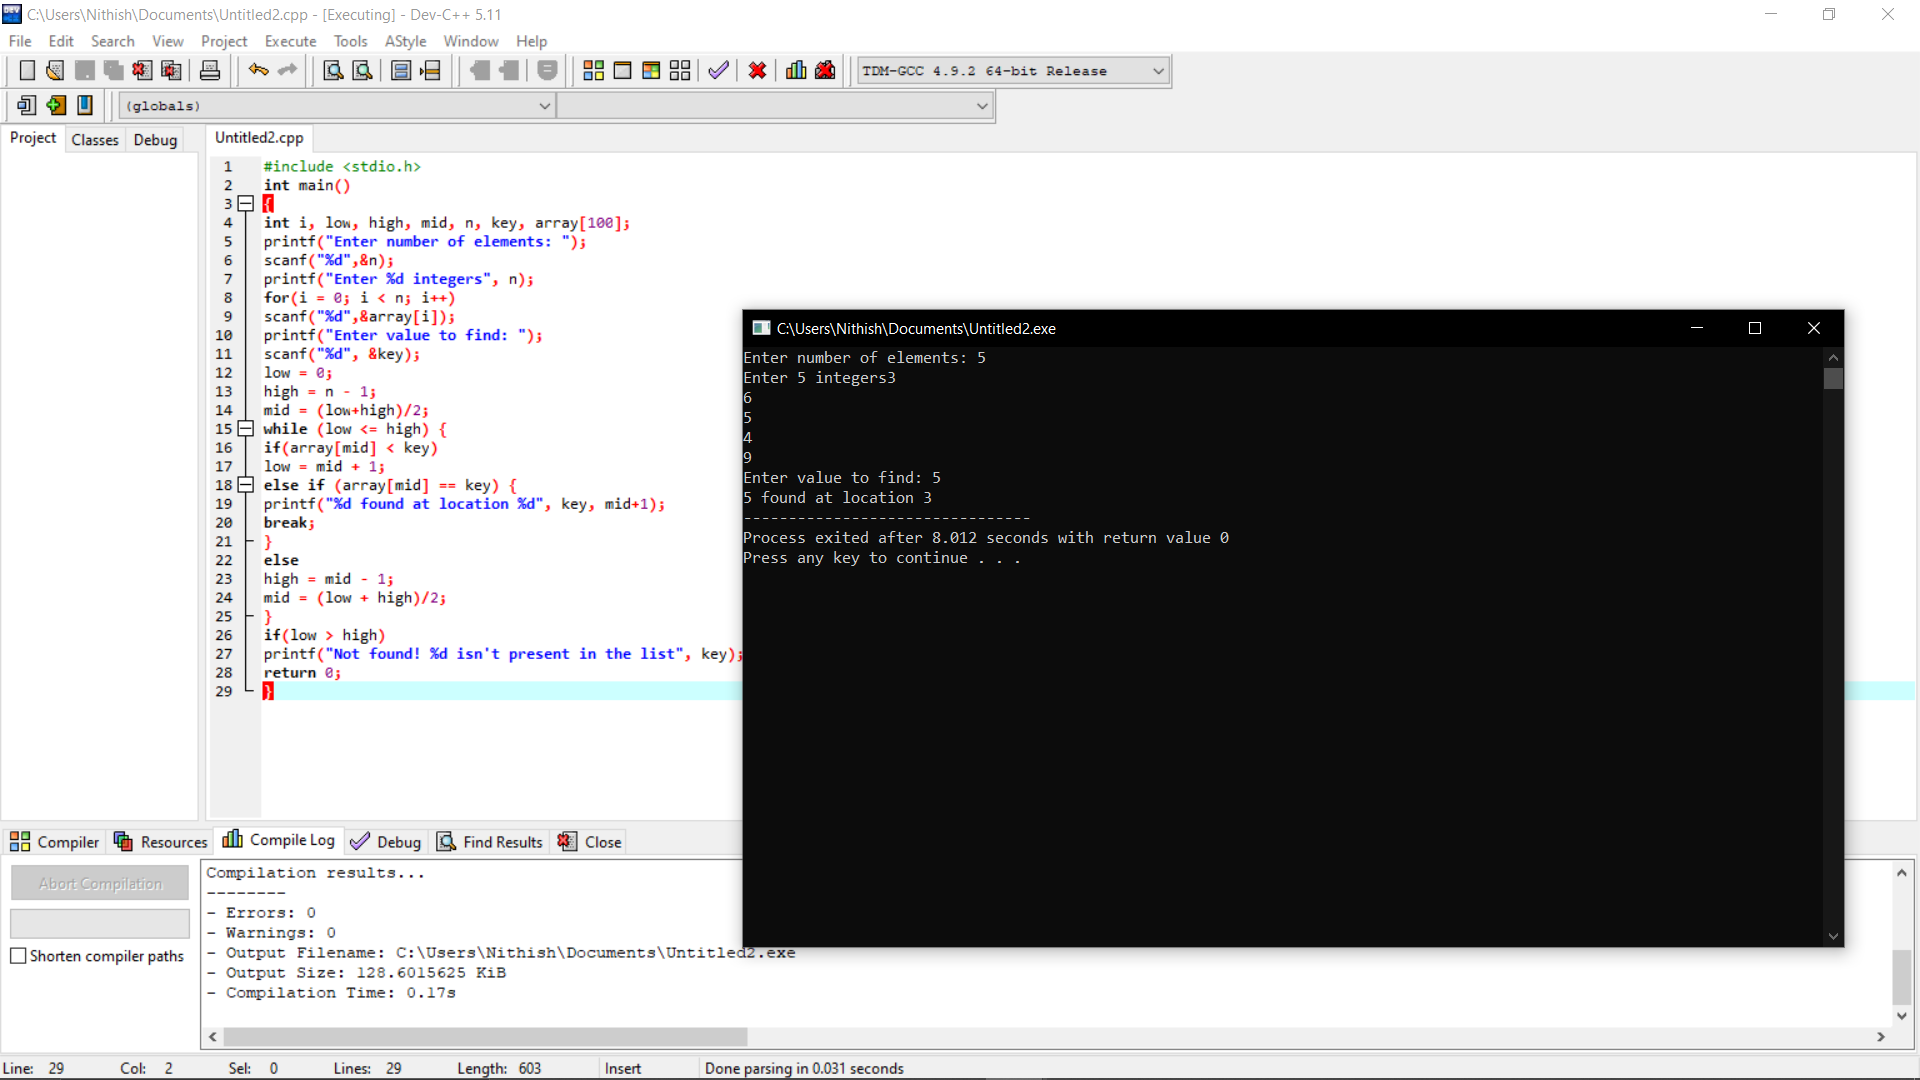 C:\Users\Nithish\Documents\Untitled2.cpp - [Executing] - Dev-C++ 5.11
File Edit Search View Project Execute Tools AStyle Window Help
TDM-GCC 4.9.2 64-bit Release
(globals)
Project Classes Debug
Untitled2.cpp
1 #include <stdio.h>
2 int main()
3 {
4 int i, low, high, mid, n, key, array[100];
5 printf("Enter number of elements: ");
6 scanf("%d",&n);
7 printf("Enter %d integers", n);
8 for(i = 0; i < n; i++)
9 scanf("%d",&array[i]);
10 printf("Enter value to find: ");
11 scanf("%d", &key);
12 low = 0;
13 high = n - 1;
14 mid = (low+high)/2;
15 while (low <= high) {
16 if(array[mid] < key)
17 low = mid + 1;
18 else if (array[mid] == key) {
19 printf("%d found at location %d", key, mid+1);
20 break;
21 }
22 else
23 high = mid - 1;
24 mid = (low + high)/2;
25 }
26 if(low > high)
27 printf("Not found! %d isn't present in the list", key);
28 return 0;
29 }
C:\Users\Nithish\Documents\Untitled2.exe
Enter number of elements: 5
Enter 5 integers3
6
5
4
9
Enter value to find: 5
5 found at location 3
--------------------------------
Process exited after 8.012 seconds with return value 0
Press any key to continue . . .
Compiler Resources Compile Log Debug Find Results Close
Abort Compilation
Shorten compiler paths
Compilation results...
--------
- Errors: 0
- Warnings: 0
- Output Filename: C:\Users\Nithish\Documents\Untitled2.exe
- Output Size: 128.6015625 KiB
- Compilation Time: 0.17s
Line: 29 Col: 2 Sel: 0 Lines: 29 Length: 603 Insert Done parsing in 0.031 seconds